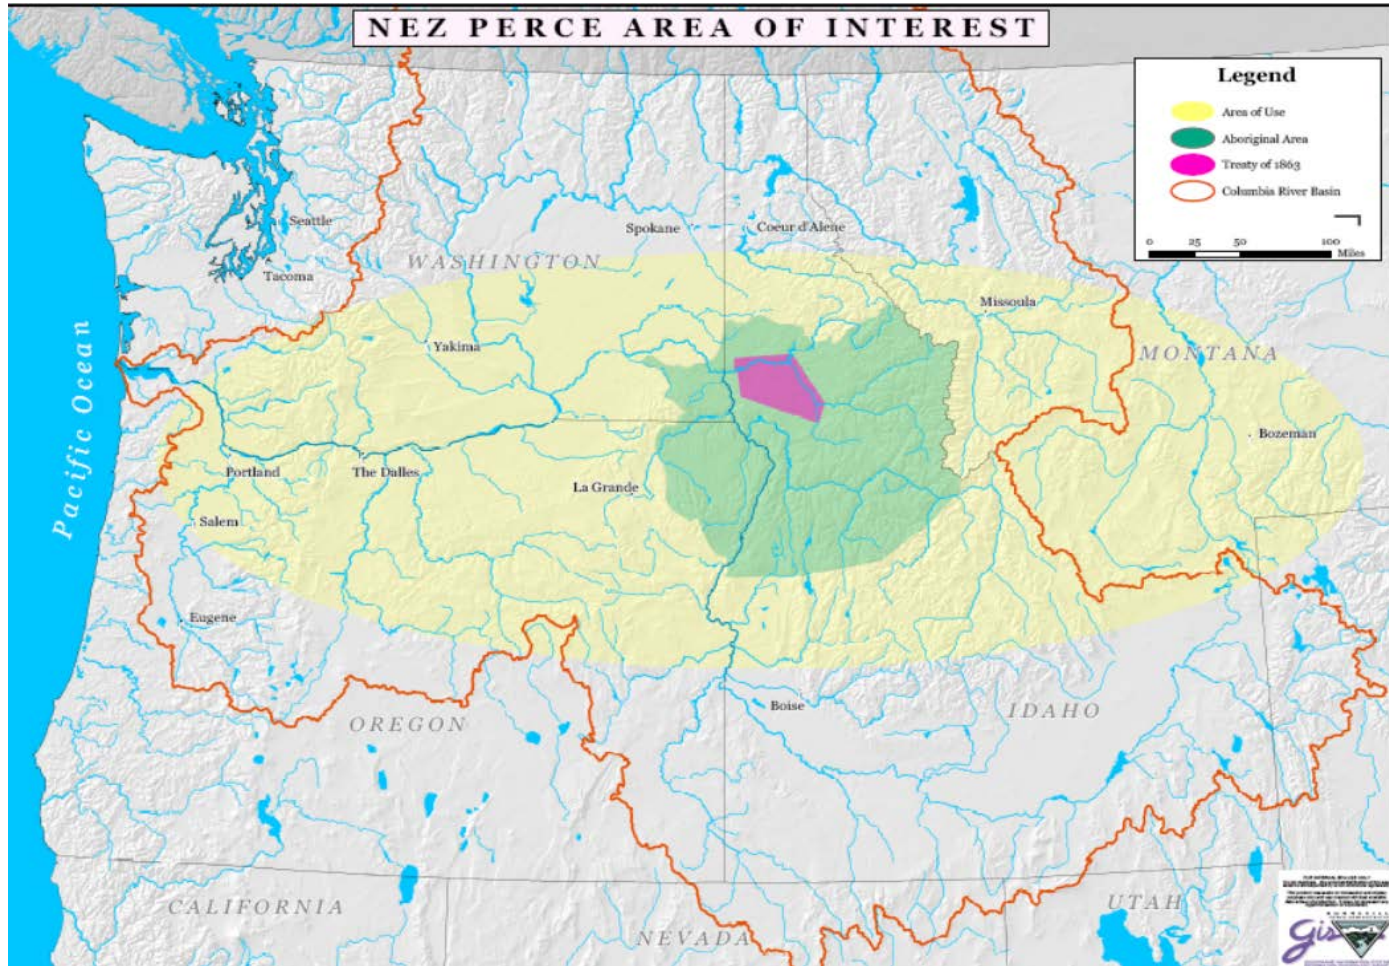 NEZ PERCE AREA OF INTEREST
Legend
Area of Use
Aboriginal Area
Treaty of 1863
Columbia River Basin
0 25 50 100
Miles
Seattle
Tacoma
Spokane
Coeur d'Alene
WASHINGTON
Missoula
Yakima
MONTANA
Pacific Ocean
Bozeman
Portland
The Dalles
La Grande
Salem
Eugene
Boise
OREGON
IDAHO
CALIFORNIA
NEVADA
UTAH
Gis